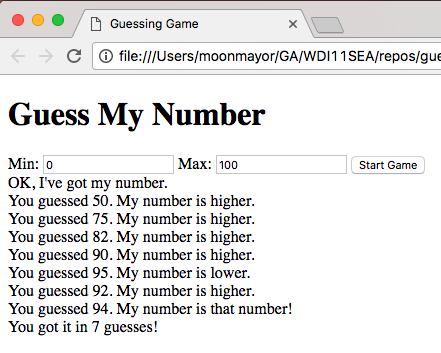 Guessing Game
file:///Users/moonmayor/GA/WDI11SEA/repos/gue
Guess My Number
Min: 0 Max: 100 Start Game
OK, I've got my number.
You guessed 50. My number is higher.
You guessed 75. My number is higher.
You guessed 82. My number is higher.
You guessed 90. My number is higher.
You guessed 95. My number is lower.
You guessed 92. My number is higher.
You guessed 94. My number is that number!
You got it in 7 guesses!